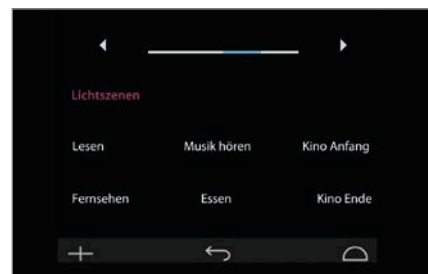 Lichtszenen
Lesen Musik hören Kino Anfang
Fernsehen Essen Kino Ende